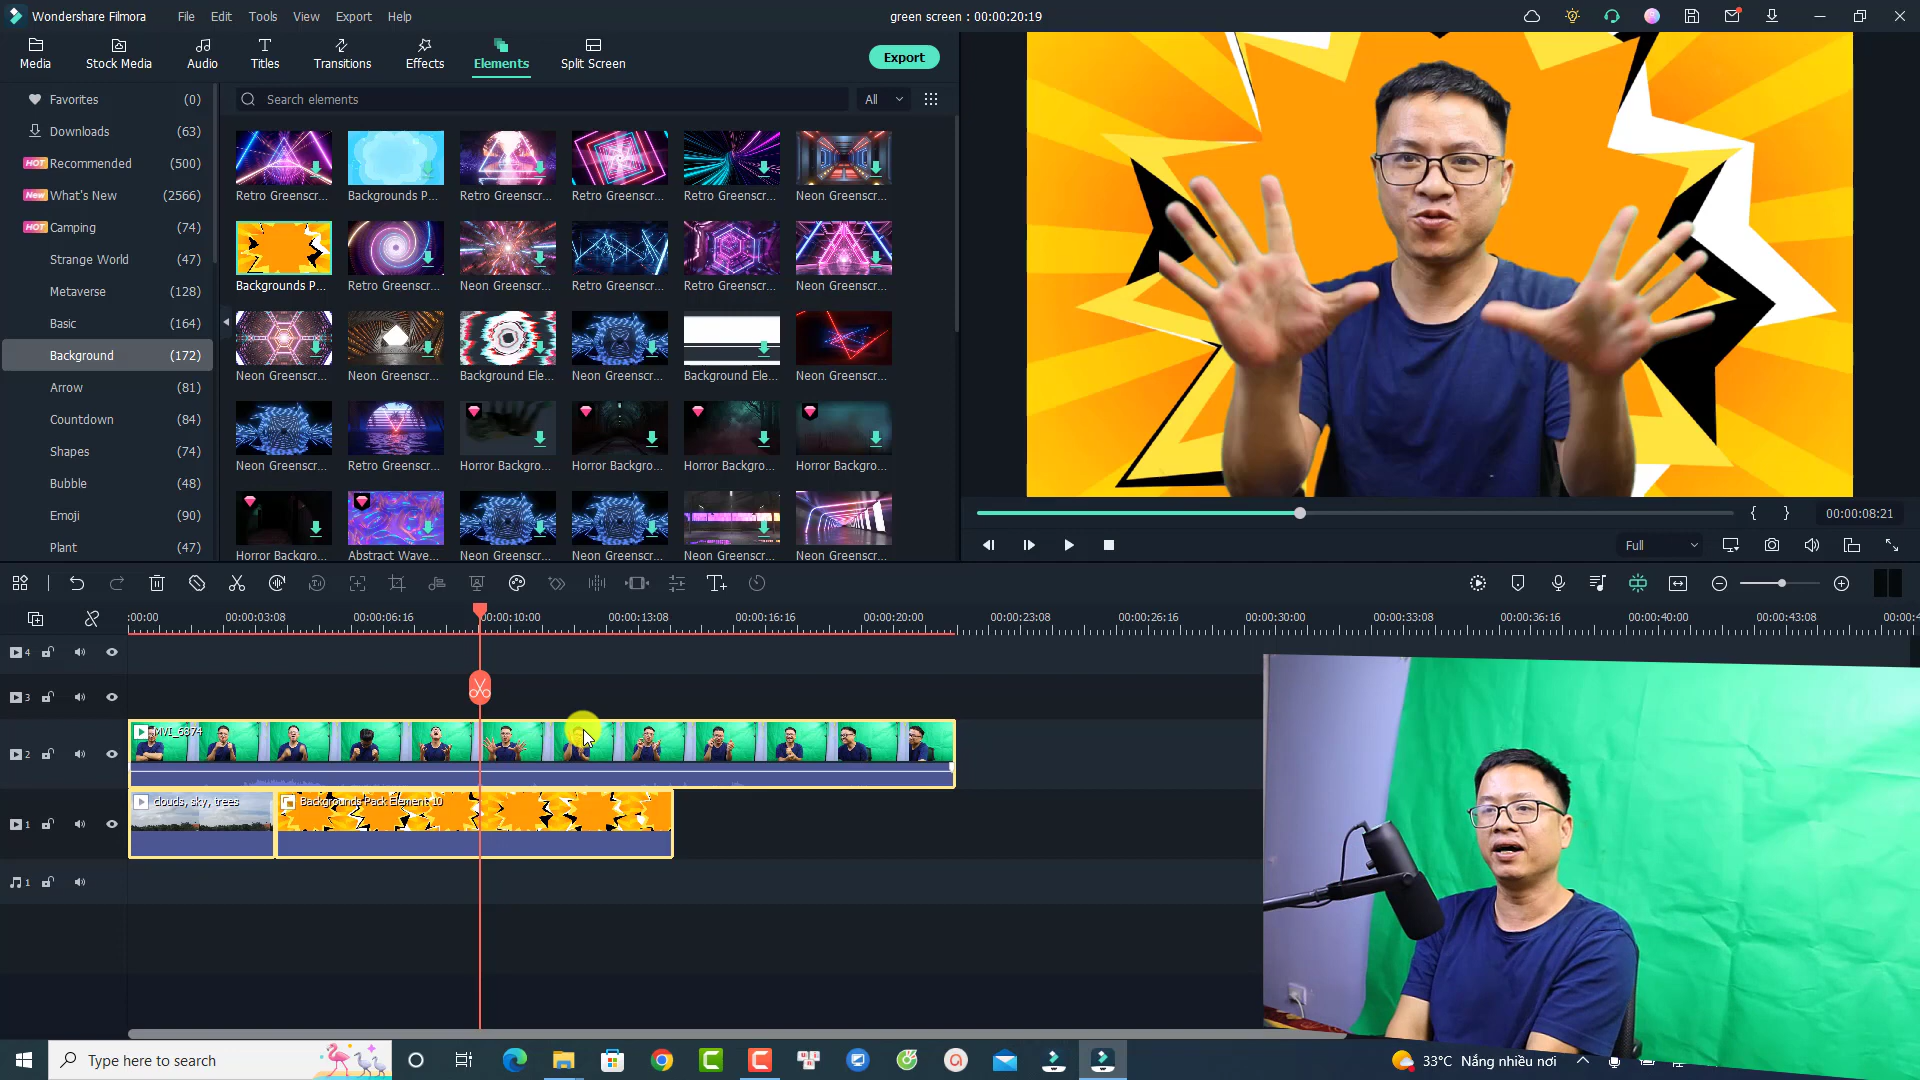 Wondershare Filmora File Edit Tools View Export Help green screen : 00:00:20:19
Media Stock Media Audio Titles Transitions Effects Elements Split Screen Export
Favorites (0)
Search elements All
Downloads (63)
HOT Recommended (500)
New What's New (2566)
HOT Camping (74)
Strange World (47)
Metaverse (128)
Basic (164)
Background (172)
Arrow (81)
Countdown (84)
Shapes (74)
Bubble (48)
Emoji (90)
Plant (47)
Retro Greenscr... Backgrounds P... Retro Greenscr... Retro Greenscr... Retro Greenscr... Neon Greenscr...
Backgrounds P... Retro Greenscr... Neon Greenscr... Retro Greenscr... Retro Greenscr... Neon Greenscr...
Neon Greenscr... Neon Greenscr... Background Ele... Neon Greenscr... Background Ele... Neon Greenscr...
Neon Greenscr... Retro Greenscr... Horror Backgro... Horror Backgro... Horror Backgro... Horror Backgro...
Horror Backgro... Abstract Wave... Neon Greenscr... Neon Greenscr... Neon Greenscr... Neon Greenscr...
{ } 00:00:08:21
Full
:00:00 00:00:03:08 00:00:06:16 00:00:10:00 00:00:13:08 00:00:16:16 00:00:20:00 00:00:23:08 00:00:26:16 00:00:30:00 00:00:33:08 00:00:36:16 00:00:40:00 00:00:43:08 00:00:4
4
3
MVI_6374
2
clouds, sky, trees Backgrounds Pack Element 10
1
1
Type here to search
33°C Nắng nhiều nơi